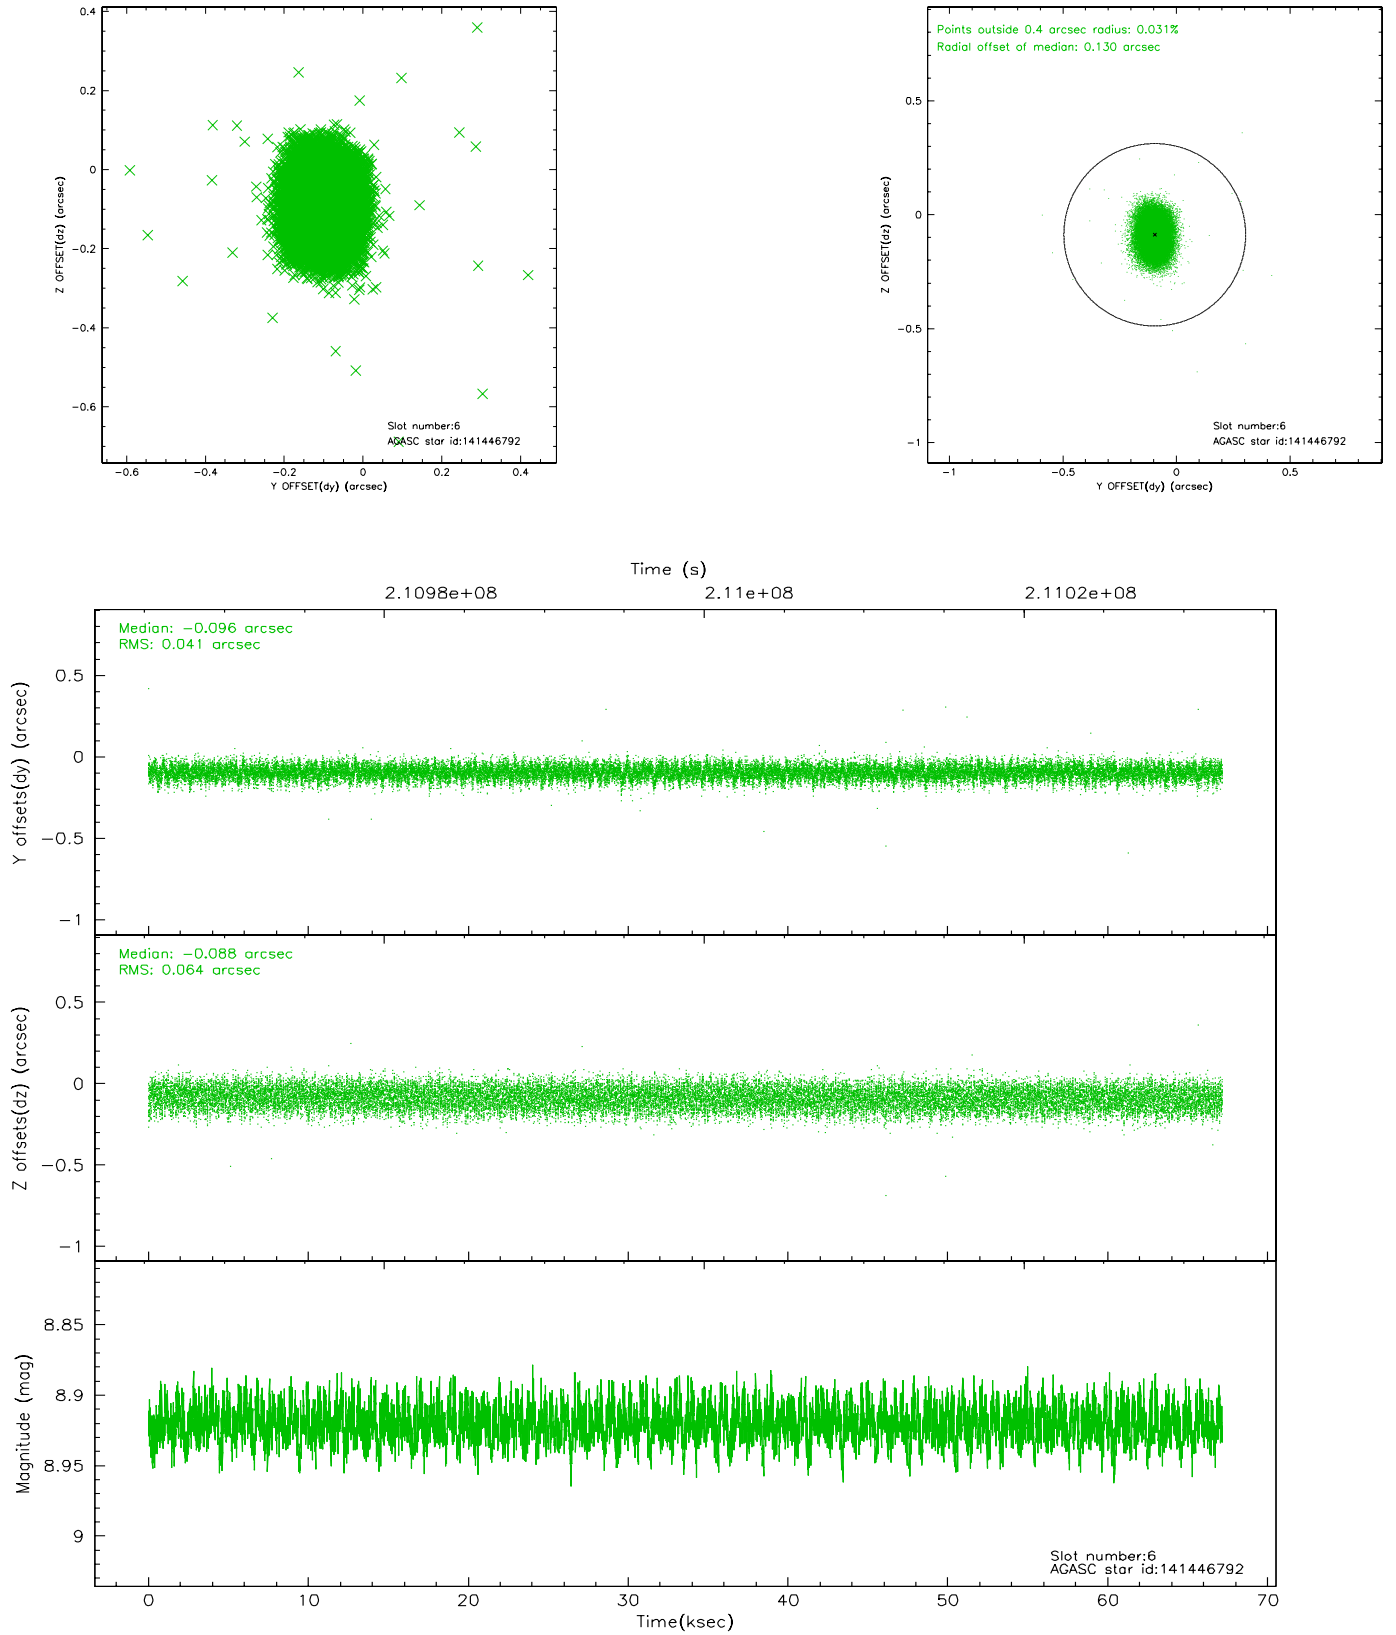 0.4
0.2
0
−0.2
−0.4
−0.6
Z OFFSET(dz) (arcsec)
Slot number:6
AGASC star id:141446792
−0.6
−0.4
−0.2
0
0.2
0.4
Y OFFSET(dy) (arcsec)
Points outside 0.4 arcsec radius: 0.031%
Radial offset of median: 0.130 arcsec
0.5
0
−0.5
−1
Z OFFSET(dz) (arcsec)
Slot number:6
AGASC star id:141446792
−1
−0.5
0
0.5
Y OFFSET(dy) (arcsec)
Time (s)
2.1098e+08
2.11e+08
2.1102e+08
Median: −0.096 arcsec
RMS: 0.041 arcsec
0.5
0
−0.5
−1
Y offsets(dy) (arcsec)
Median: −0.088 arcsec
RMS: 0.064 arcsec
0.5
0
−0.5
−1
Z offsets(dz) (arcsec)
8.85
8.9
8.95
9
Magnitude (mag)
Slot number:6
AGASC star id:141446792
0
10
20
30
40
50
60
70
Time(ksec)